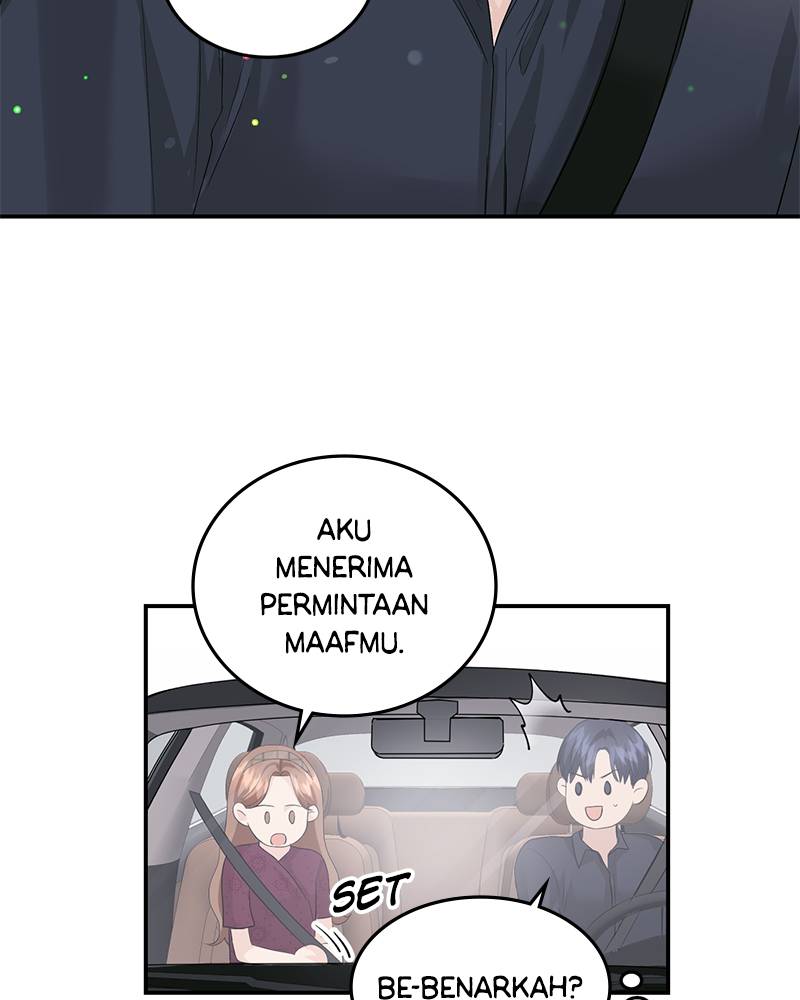 AKU
MENERIMA
PERMINTAAN
MAAFMU.
SET
BE-BENARKAH?